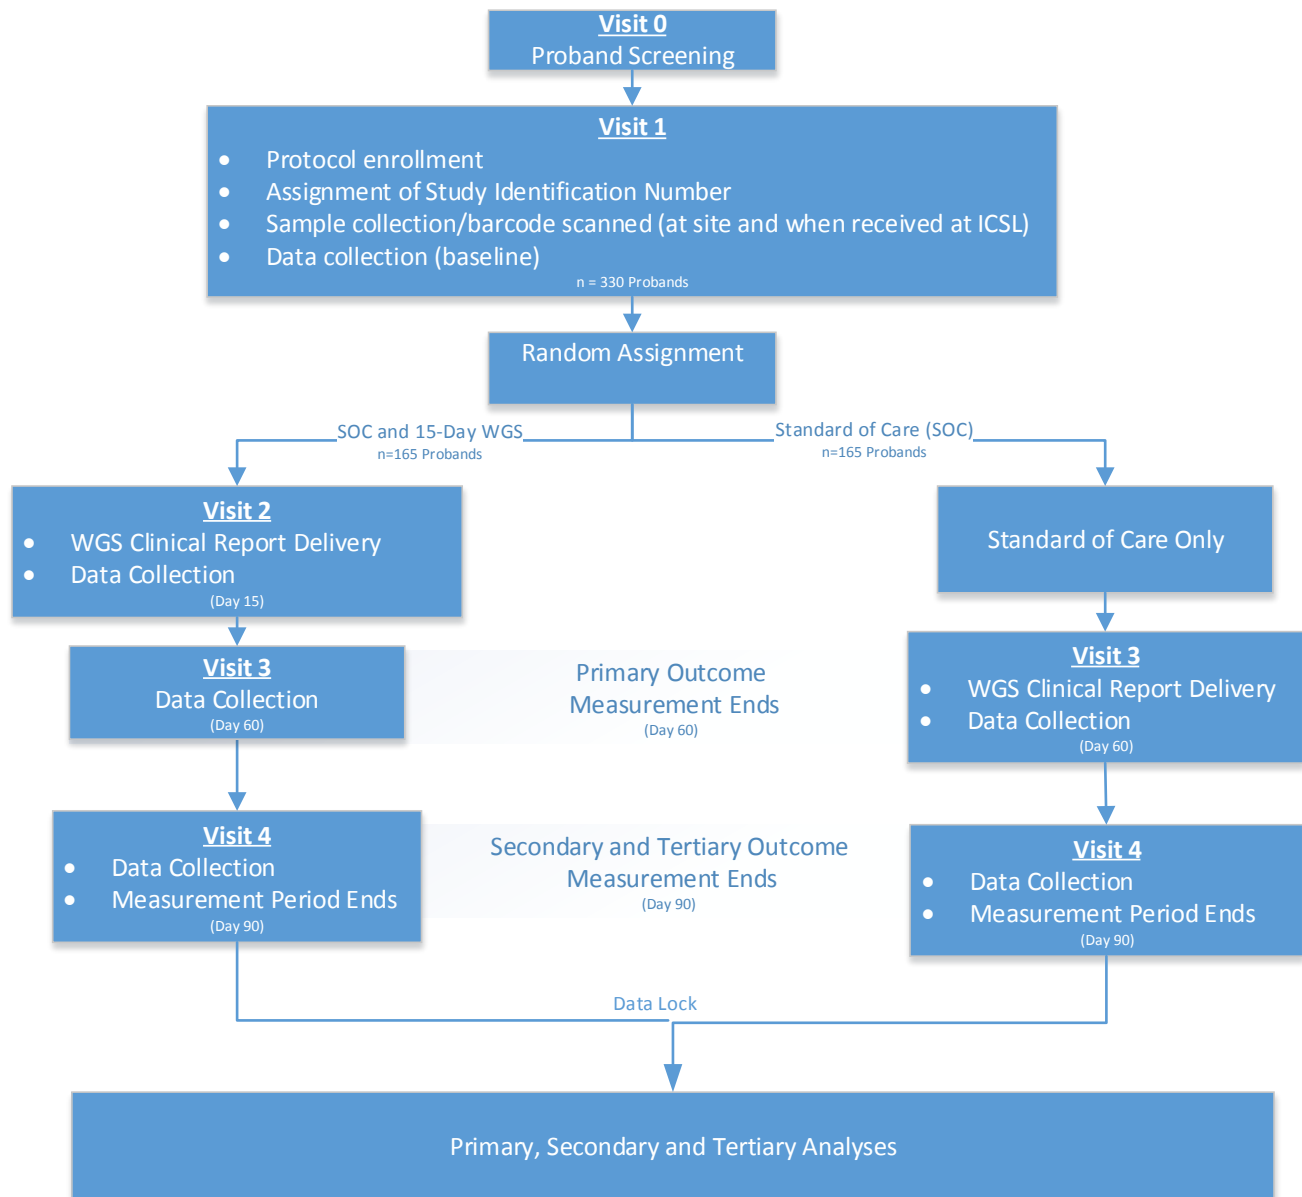 Visit 0
Proband Screening
Visit 1
• Protocol enrollment
• Assignment of Study Identification Number
• Sample collection/barcode scanned (at site and when received at ICSL)
• Data collection (baseline)
n = 330 Probands
Random Assignment
SOC and 15-Day WGS
n=165 Probands
Standard of Care (SOC)
n=165 Probands
Visit 2
• WGS Clinical Report Delivery
• Data Collection
(Day 15)
Standard of Care Only
Visit 3
Data Collection
(Day 60)
Primary Outcome
Measurement Ends
(Day 60)
Visit 3
• WGS Clinical Report Delivery
• Data Collection
(Day 60)
Visit 4
• Data Collection
• Measurement Period Ends
(Day 90)
Secondary and Tertiary Outcome
Measurement Ends
(Day 90)
Visit 4
• Data Collection
• Measurement Period Ends
(Day 90)
Data Lock
Primary, Secondary and Tertiary Analyses